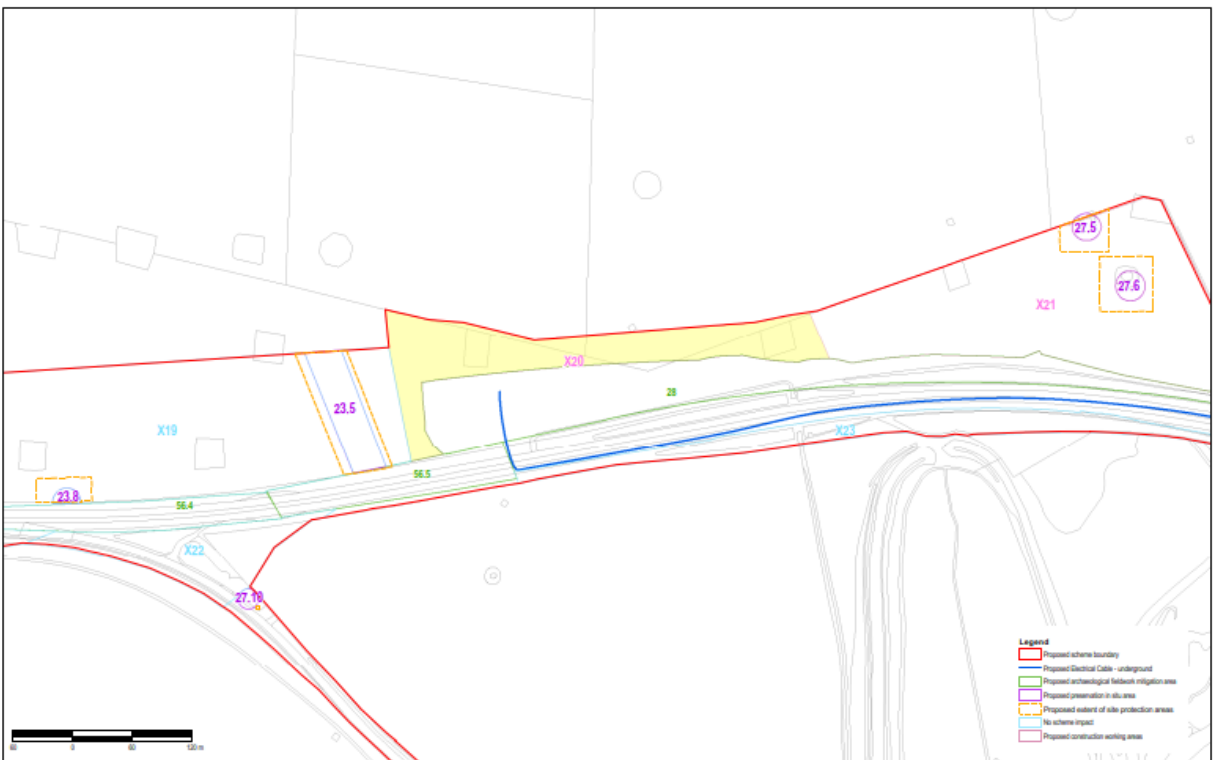 27.5
27.6
X21
X20
28
23.5
X19
X23
56.5
23.8
56.4
X22
27.10
Legend
Proposed scheme boundary
Proposed Electrical Cable - underground
Proposed archaeological fieldwork mitigation area
Proposed preservation in situ area
Proposed extent of site protection areas
No scheme impact
Proposed construction working areas
60 0 60 120 m